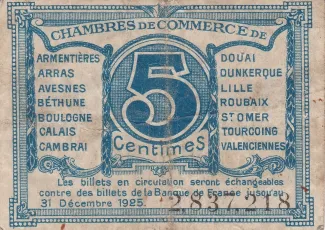 CHAMBRES DE COMMERCE DE
ARMENTIÈRES
ARRAS
AVESNES
BÉTHUNE
BOULOGNE
CALAIS
CAMBRAI
5
Centimes
DOUAI
DUNKERQUE
LILLE
ROUBAIX
ST OMER
TOURCOING
VALENCIENNES
Les billets en circulation seront échangeables
contre des billets de la Banque de France jusqu'au
31 Décembre 1925.
2837218